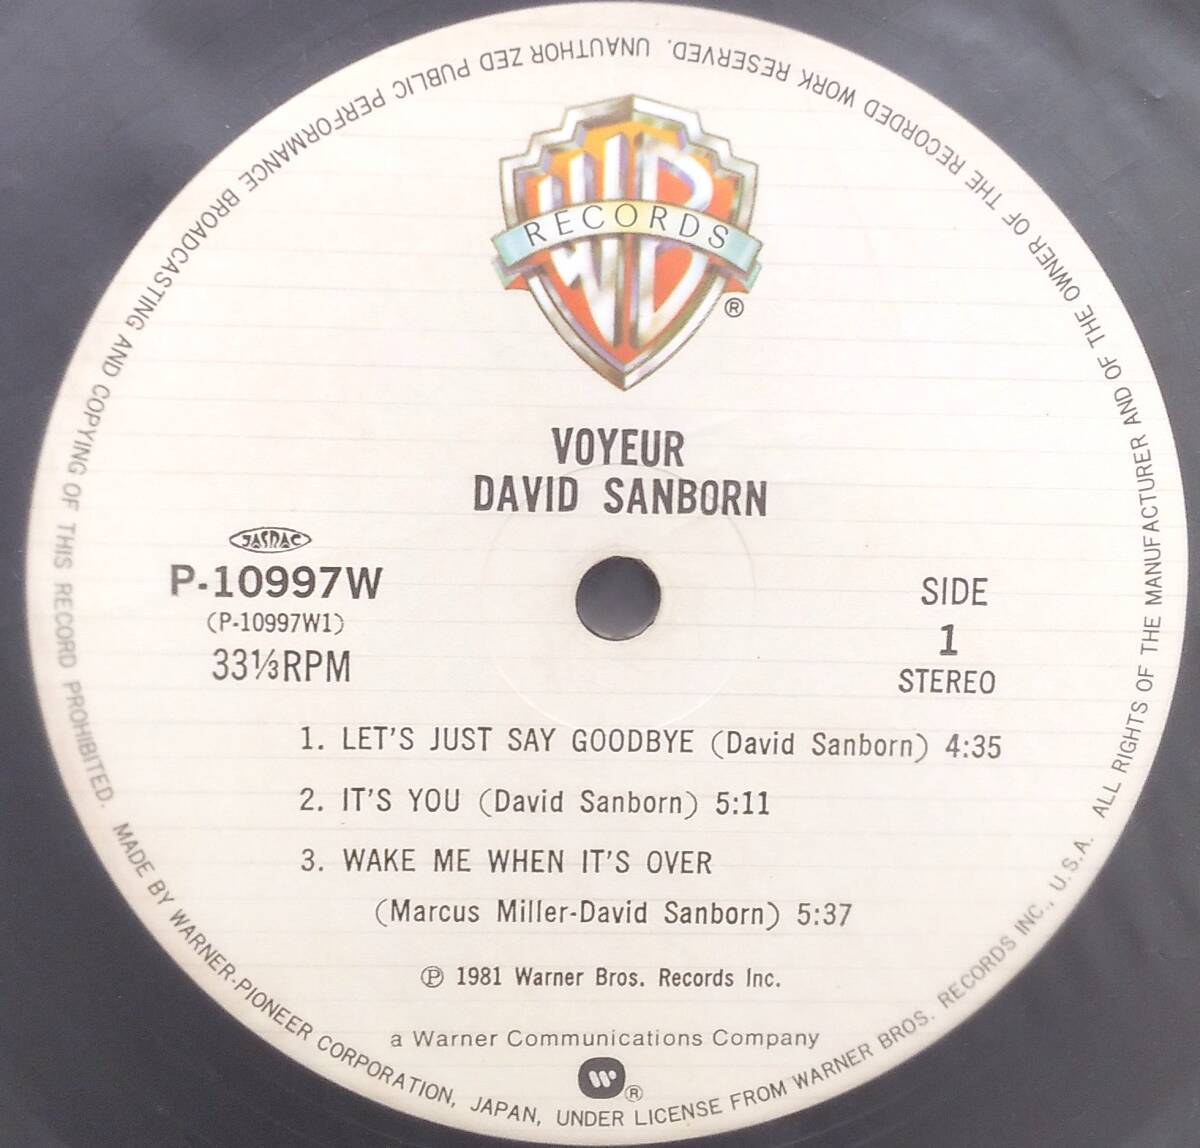 WB
RECORDS
®
VOYEUR
DAVID SANBORN
JASRAC
P-10997W
(P-10997W1)
33⅓RPM
SIDE
1
STEREO
1. LET'S JUST SAY GOODBYE (David Sanborn) 4:35
2. IT'S YOU (David Sanborn) 5:11
3. WAKE ME WHEN IT'S OVER
(Marcus Miller-David Sanborn) 5:37
℗ 1981 Warner Bros. Records Inc.
a Warner Communications Company
®
MADE BY WARNER-PIONEER CORPORATION, JAPAN, UNDER LICENSE FROM WARNER BROS. RECORDS INC., U.S.A. ALL RIGHTS OF THE MANUFACTURER AND OF THE OWNER OF THE RECORDED WORK RESERVED. UNAUTHOR ZED PUBLIC PERFORMANCE BROADCASTING AND COPYING OF THIS RECORD PROHIBITED.